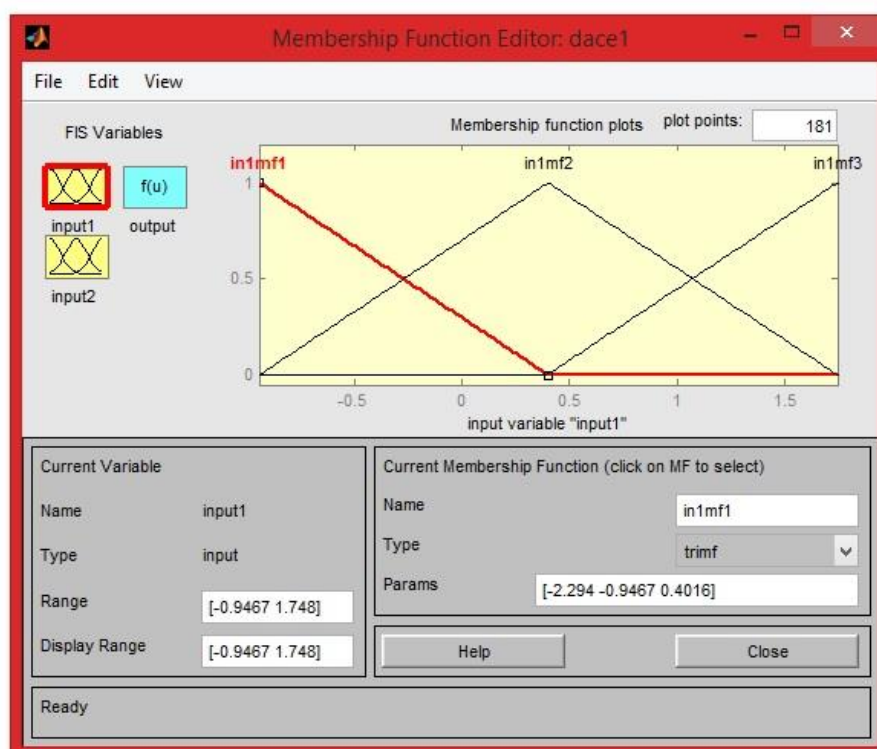 Membership Function Editor: dace1
File Edit View
FIS Variables
Membership function plots plot points: 181
f(u)
input1 output
input2
in1mf1 in1mf2 in1mf3
1
0.5
0
-0.5 0 0.5 1 1.5
input variable "input1"
Current Variable
Name input1
Type input
Range [-0.9467 1.748]
Display Range [-0.9467 1.748]
Current Membership Function (click on MF to select)
Name in1mf1
Type trimf
Params [-2.294 -0.9467 0.4016]
Help Close
Ready